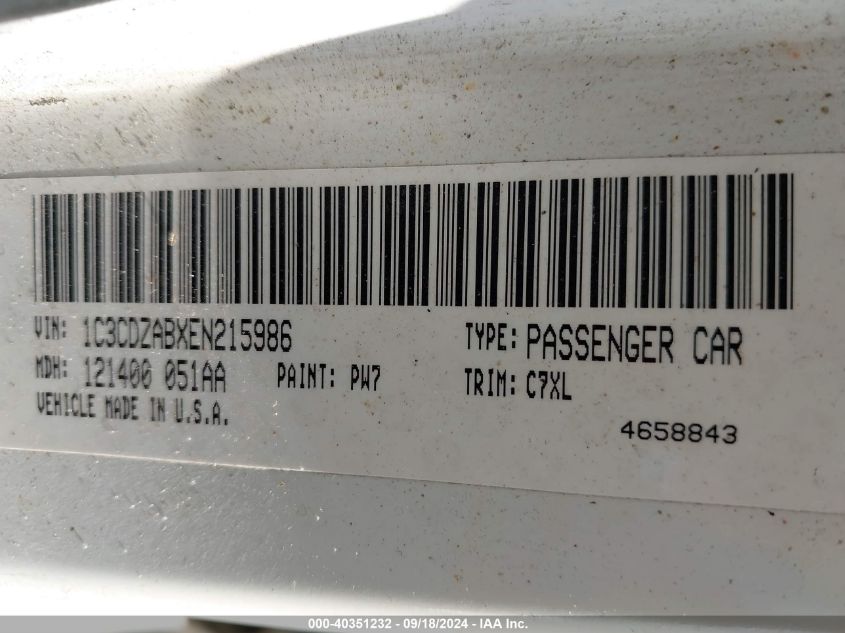 VIN: 1C3CDZABXEN215986 TYPE: PASSENGER CAR
MDH: 121400 051AA PAINT: PW7 TRIM: C7XL
VEHICLE MADE IN U.S.A.
4658843
000-40351232 - 09/18/2024 - IAA Inc.